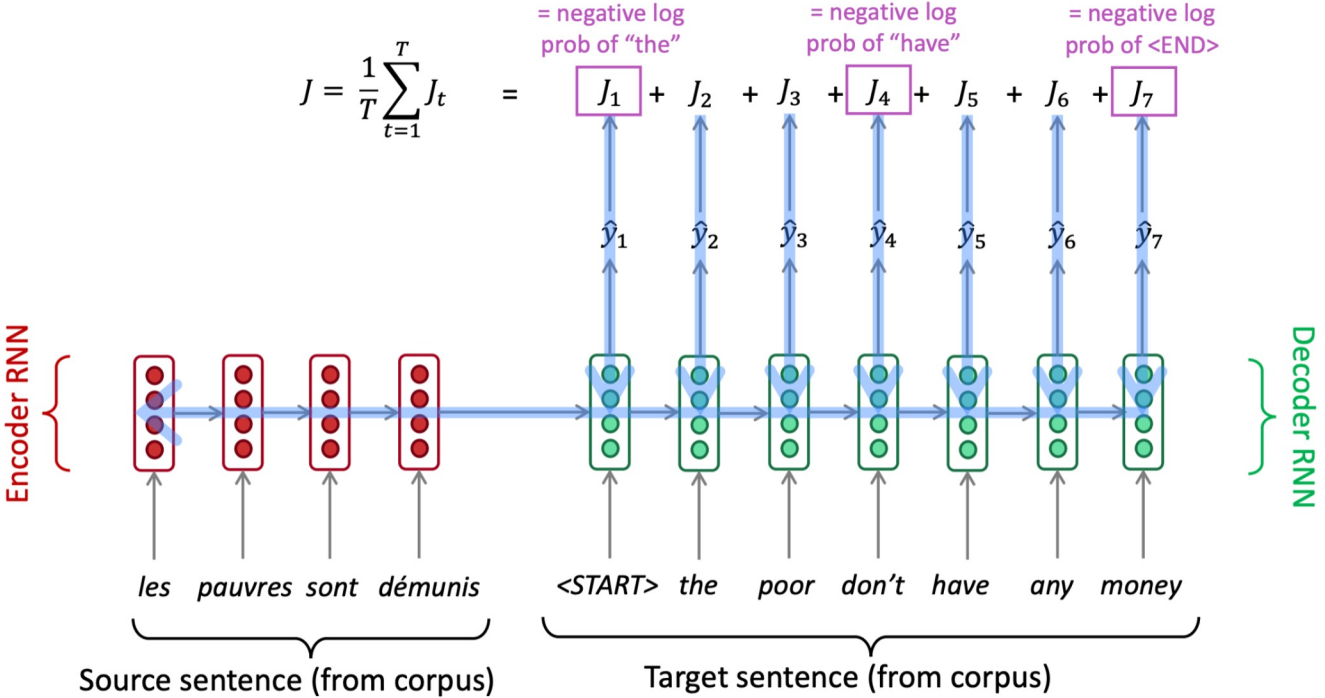 = negative log
prob of “the”
= negative log
prob of “have”
= negative log
prob of <END>
J = 1/T ∑ₜ₌₁ᵀ Jₜ = J₁ + J₂ + J₃ + J₄ + J₅ + J₆ + J₇
ŷ₁ ŷ₂ ŷ₃ ŷ₄ ŷ₅ ŷ₆ ŷ₇
Encoder RNN
Decoder RNN
les pauvres sont démunis <START> the poor don’t have any money
Source sentence (from corpus)
Target sentence (from corpus)